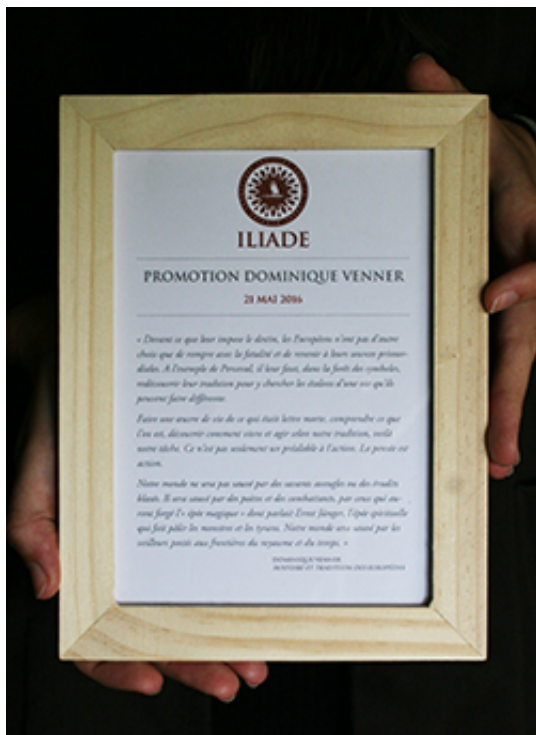 ILIADE
PROMOTION DOMINIQUE VENNER
21 MAI 2016
« Devant ce que leur impose le destin, les Européens n'ont pas d'autre
choix que de rompre avec la fatalité et de revenir à leurs sources primor-
diales. A l'exemple de Perceval, il leur faut, dans la forêt des symboles,
redécouvrir leur tradition pour y chercher les étalons d'une vie qu'ils
peuvent faire différente.
Faire une œuvre de vie de ce qui était lettre morte, comprendre ce que
l'on est, découvrir comment vivre et agir selon notre tradition, voilà
notre tâche. Ce n'est pas seulement un préalable à l'action. La pensée est
action.
Notre monde ne sera pas sauvé par des savants aveugles ou des érudits
blasés. Il sera sauvé par des poètes et des combattants, par ceux qui au-
ront forgé l'« épée magique » dont parlait Ernst Jünger, l'épée spirituelle
qui fait pâlir les monstres et les tyrans. Notre monde sera sauvé par les
veilleurs postés aux frontières du royaume et du temps. »
DOMINIQUE VENNER
HISTOIRE ET TRADITION DES EUROPÉENS